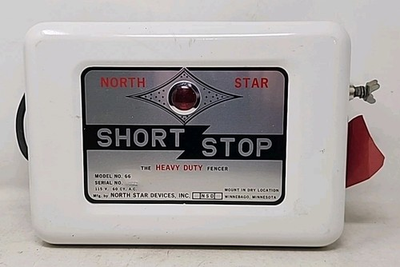 NORTH STAR
SHORT STOP
THE HEAVY DUTY FENCER
MODEL NO. 66
SERIAL NO.
115 V. 60 CY. A.C. MOUNT IN DRY LOCATION
Mfg. by NORTH STAR DEVICES, INC. WINNEBAGO, MINNESOTA